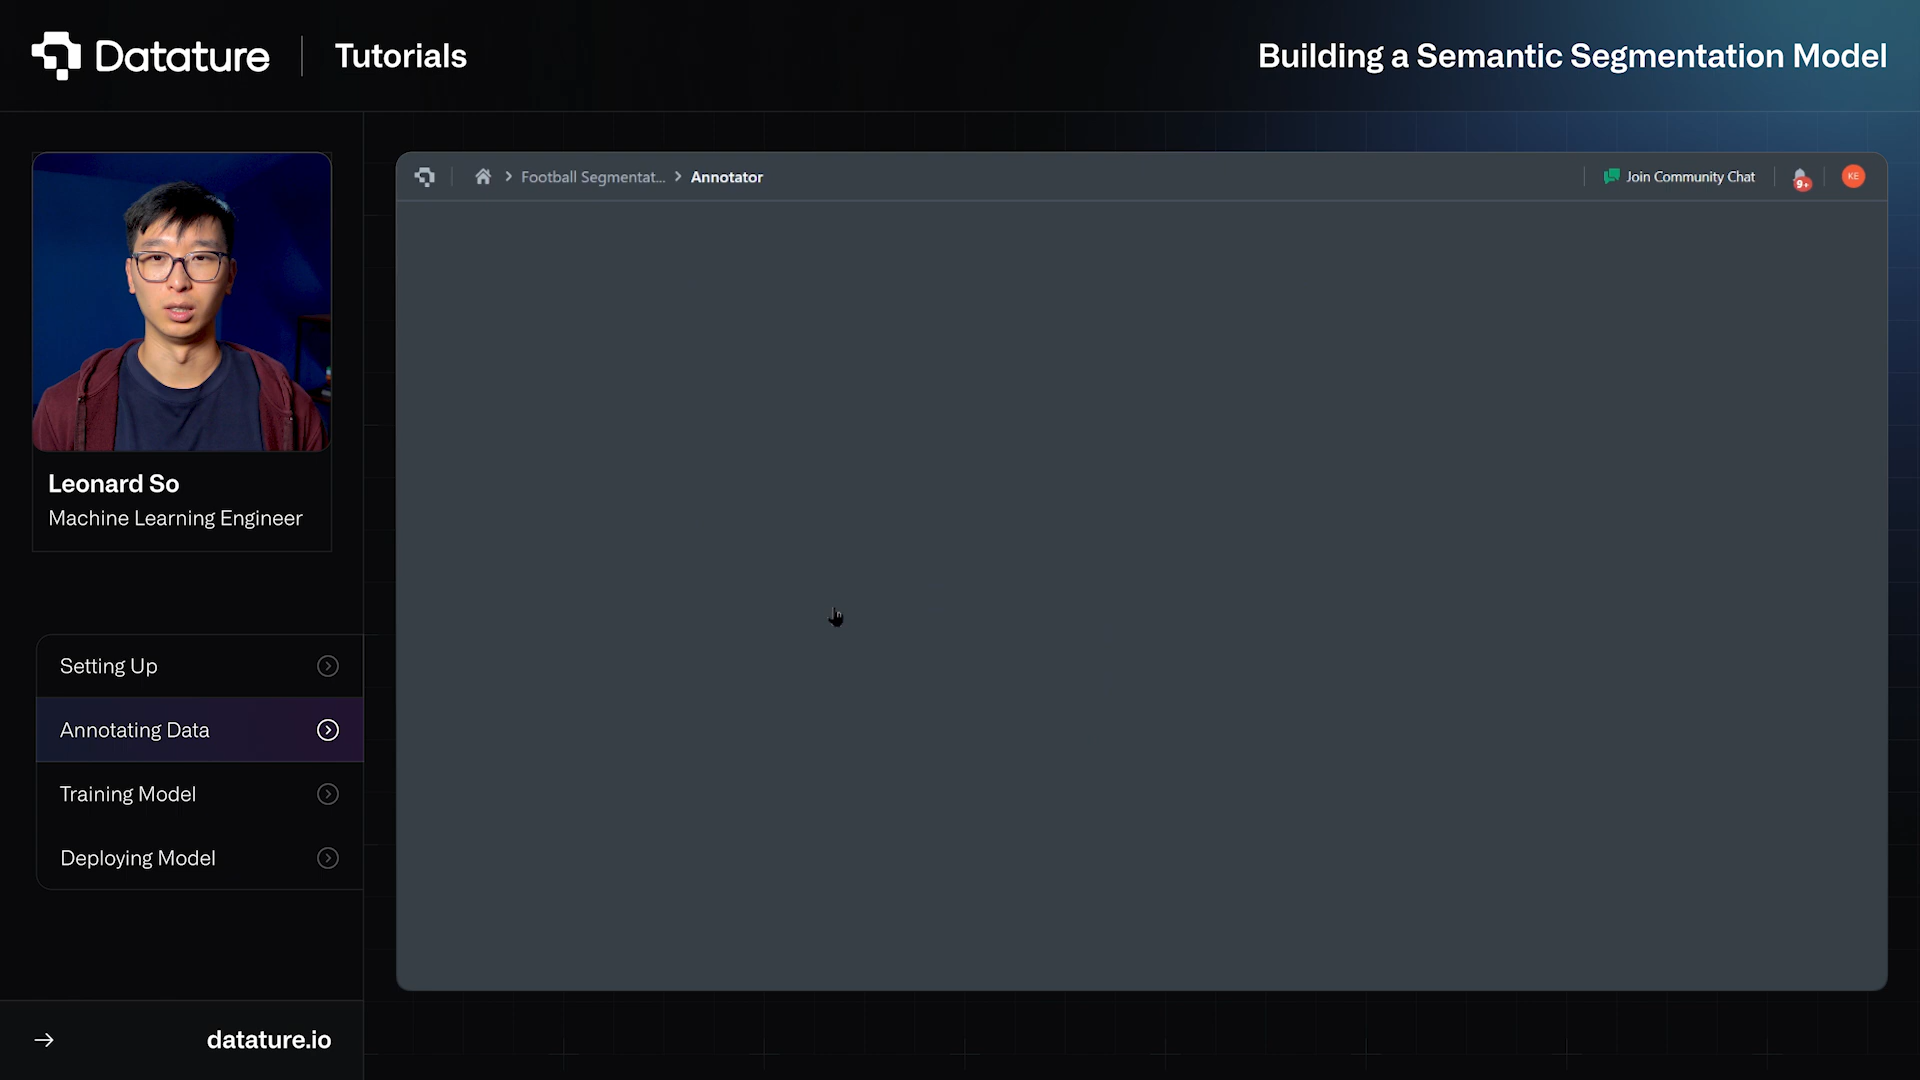 Datature
Tutorials
Building a Semantic Segmentation Model
Football Segmentat...
Annotator
Join Community Chat
9+
KE
Leonard So
Machine Learning Engineer
Setting Up
Annotating Data
Training Model
Deploying Model
datature.io